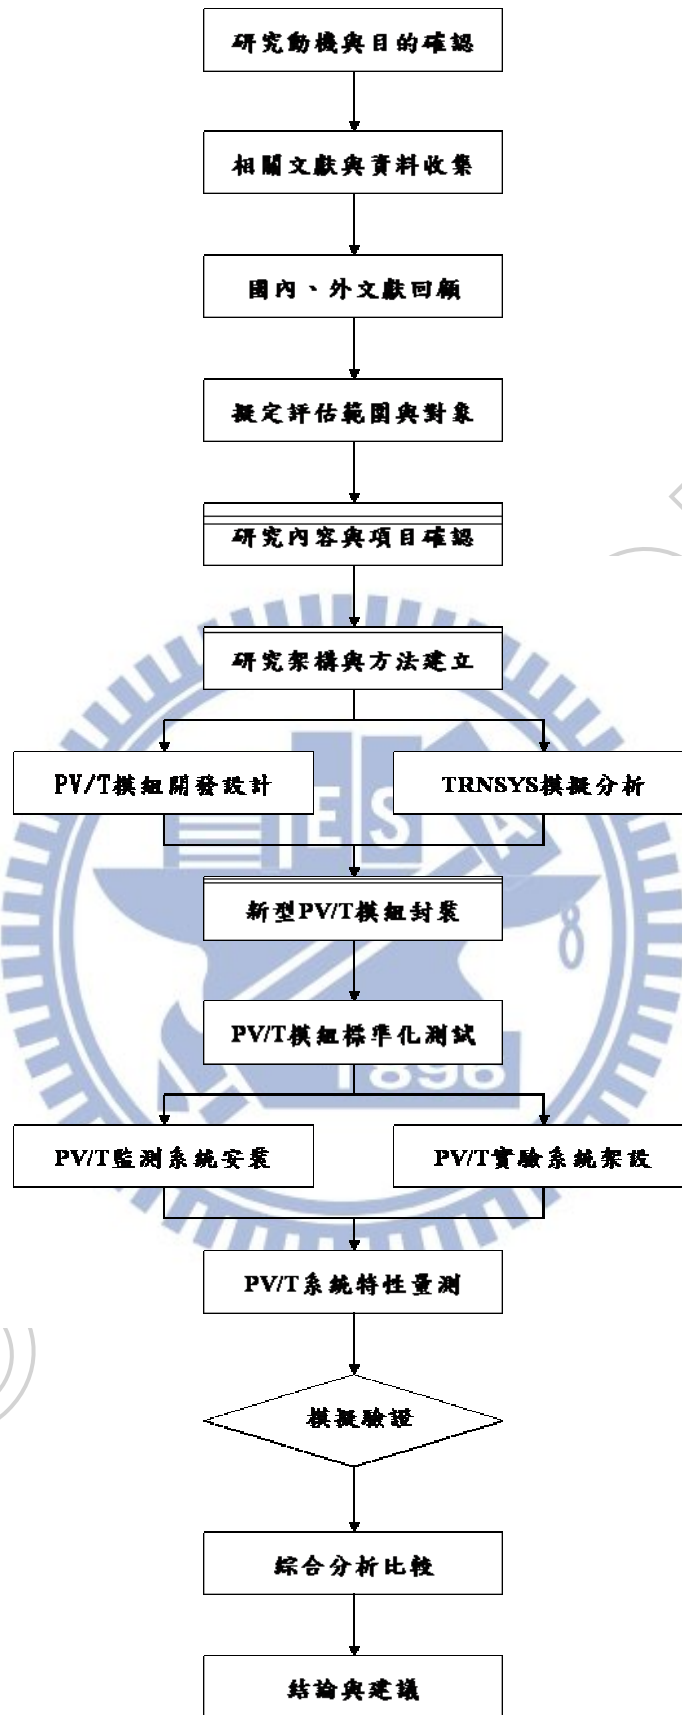 研究動機與目的確認
相關文獻與資料收集
國內、外文獻回顧
擬定評估範圍與對象
研究內容與項目確認
研究架構與方法建立
PV/T模組開發設計
TRNSYS模擬分析
ES A
新型PV/T模組封裝
PV/T模組標準化測試
1896
PV/T監測系統安裝
PV/T實驗系統架設
PV/T系統特性量測
模擬驗證
綜合分析比較
結論與建議